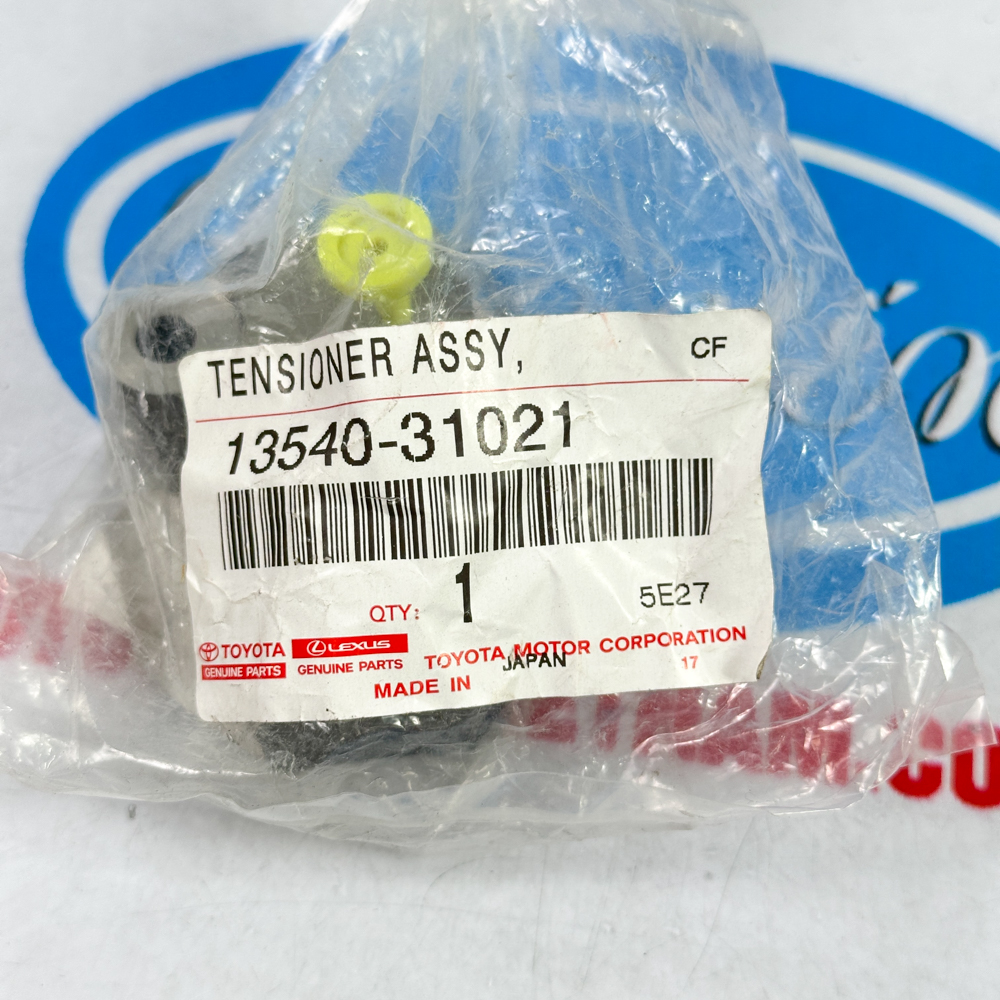 TENSIONER ASSY,
CF
13540-31021
QTY: 1
5E27
TOYOTA
GENUINE PARTS
LEXUS
GENUINE PARTS
TOYOTA MOTOR CORPORATION
MADE IN JAPAN
17